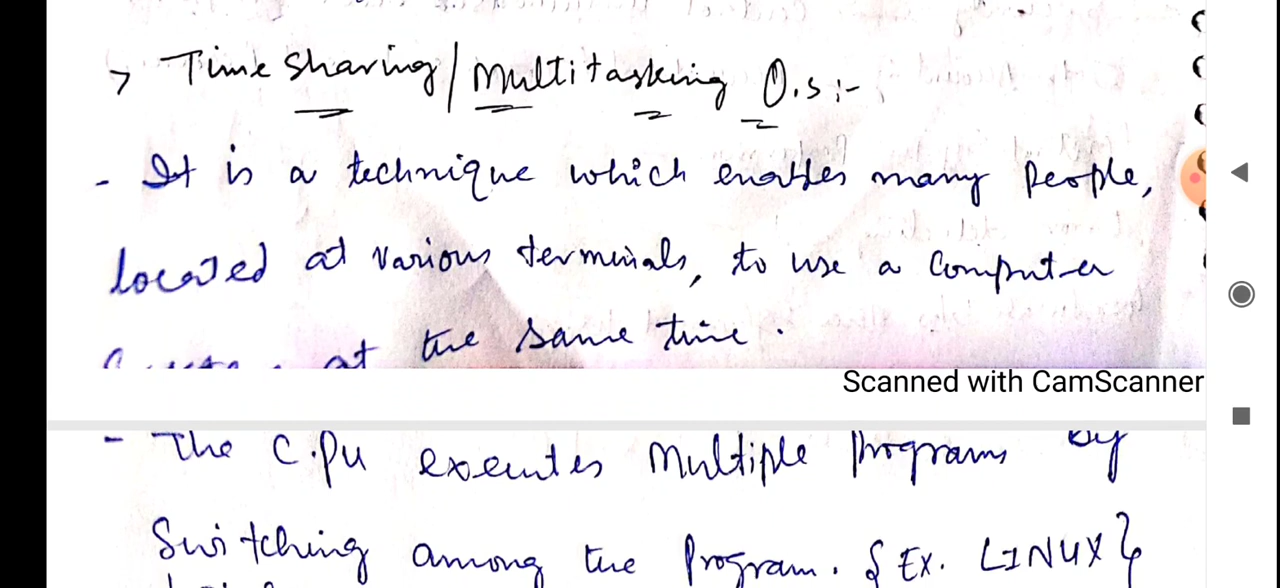 > Time Sharing/Multitasking O.s :-
- It is a technique which enables many People,
located at various terminals, to use a Computer
at the same time.
Scanned with CamScanner
- The C.Pu executes Multiple Programs by
Switching among the Program. { Ex. LINUX }